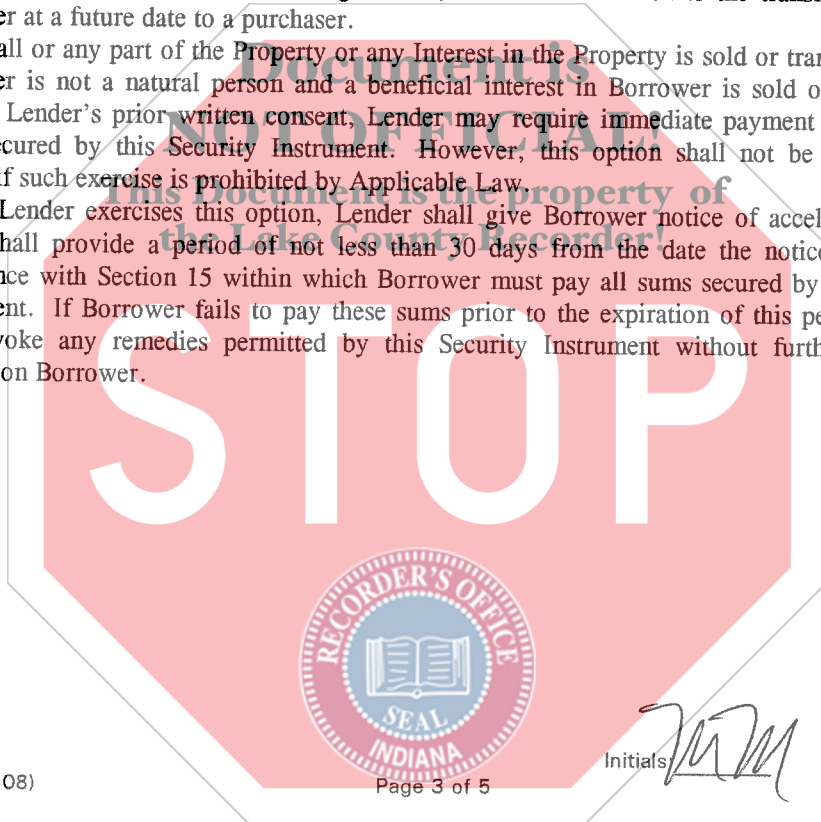 er at a future date to a purchaser.
all or any part of the Property or any Interest in the Property is sold or tran
er is not a natural person and a beneficial interest in Borrower is sold o
Lender's prior written consent, Lender may require immediate payment
cured by this Security Instrument. However, this option shall not be
if such exercise is prohibited by Applicable Law.
Lender exercises this option, Lender shall give Borrower notice of accel
hall provide a period of not less than 30 days from the date the notice
nce with Section 15 within which Borrower must pay all sums secured by
ent. If Borrower fails to pay these sums prior to the expiration of this pe
voke any remedies permitted by this Security Instrument without furth
on Borrower.
Document is
NOT OFFICIAL!
This Document is the property of
the Lake County Recorder!
STOP
RECORDER'S OFFICE
SEAL
INDIANA
Initials: MM
08)
Page 3 of 5